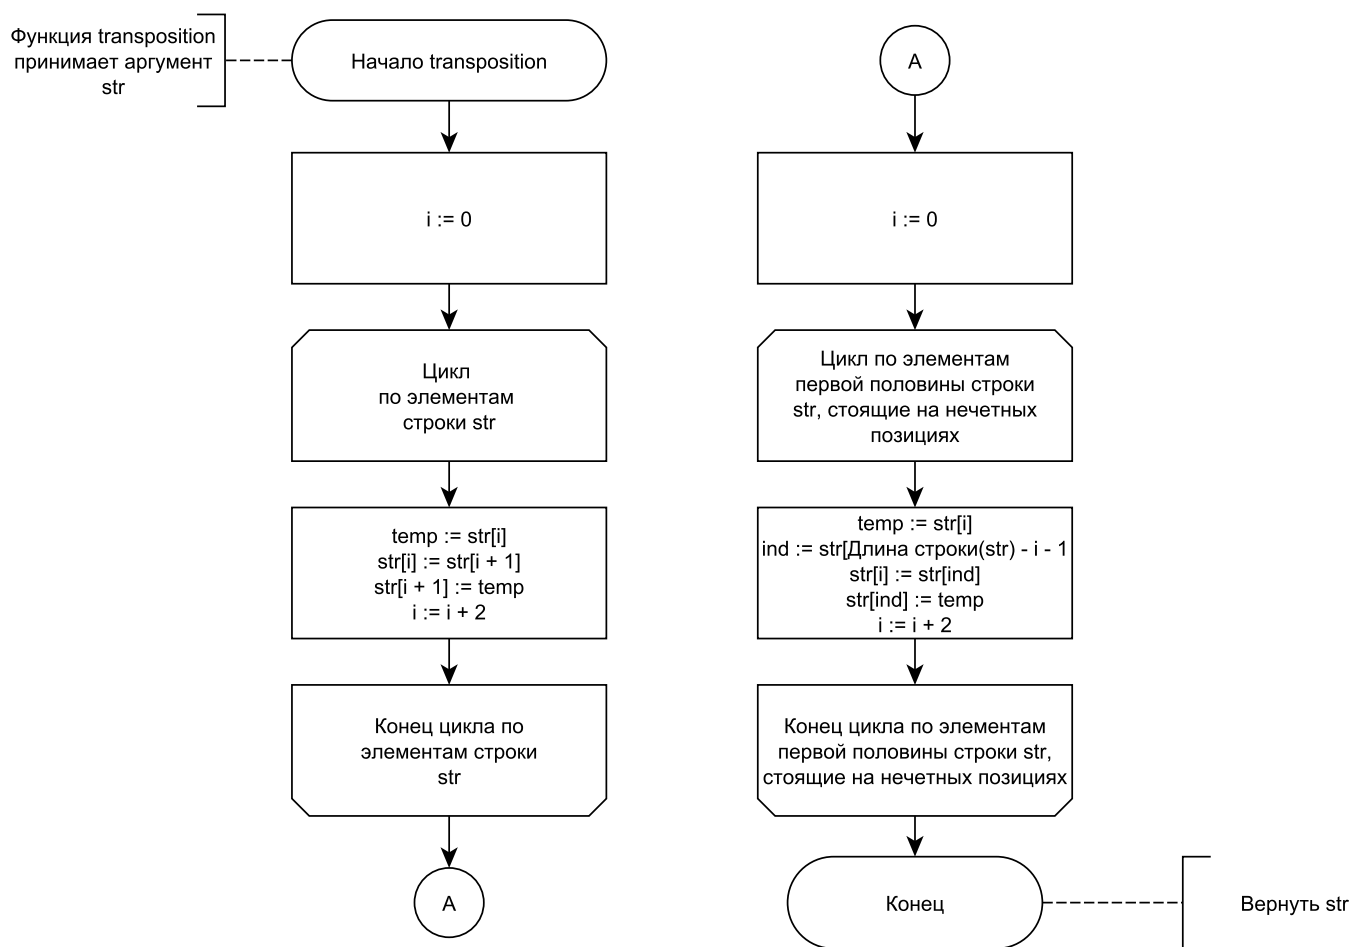 Функция transposition
принимает аргумент
str
Начало transposition
i := 0
Цикл
по элементам
строки str
temp := str[i]
str[i] := str[i + 1]
str[i + 1] := temp
i := i + 2
Конец цикла по
элементам строки
str
A
A
i := 0
Цикл по элементам
первой половины строки
str, стоящие на нечетных
позициях
temp := str[i]
ind := str[Длина строки(str) - i - 1
str[i] := str[ind]
str[ind] := temp
i := i + 2
Конец цикла по элементам
первой половины строки str,
стоящие на нечетных позициях
Конец
Вернуть str